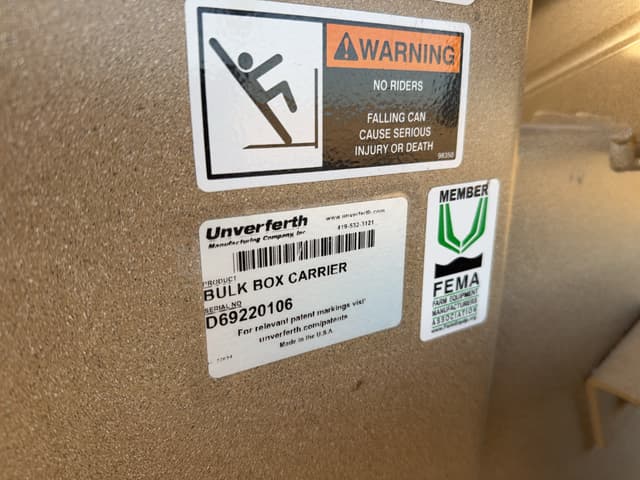 WARNING
NO RIDERS
FALLING CAN
CAUSE SERIOUS
INJURY OR DEATH
98350
Unverferth www.unverferth.com
Manufacturing Company Inc 419-532-3121
PRODUCT
BULK BOX CARRIER
SERIAL NO
D69220106
For relevant patent markings visit
unverferth.com/patents
Made in the U.S.A.
MEMBER
FEMA
FARM EQUIPMENT
MANUFACTURERS
ASSOCIATION